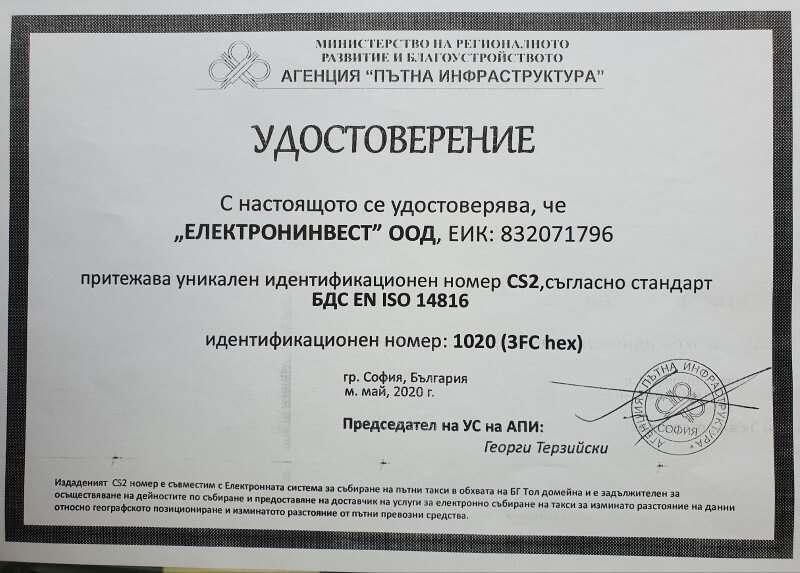 МИНИСТЕРСТВО НА РЕГИОНАЛНОТО
РАЗВИТИЕ И БЛАГОУСТРОЙСТВОТО
АГЕНЦИЯ “ПЪТНА ИНФРАСТРУКТУРА”
УДОСТОВЕРЕНИЕ
С настоящото се удостоверява, че
„ЕЛЕКТРОНИНВЕСТ” ООД, ЕИК: 832071796
притежава уникален идентификационен номер CS2,съгласно стандарт
БДС EN ISO 14816
идентификационен номер: 1020 (3FC hex)
гр. София, България
м. май, 2020 г.
Председател на УС на АПИ:
Георги Терзийски
АГЕНЦИЯ "ПЪТНА ИНФРАСТРУКТУРА"
СОФИЯ
Издаденият CS2 номер е съвместим с Електронната система за събиране на пътни такси в обхвата на БГ Тол домейна и е задължителен за
осъществяване на дейностите по събиране и предоставяне на доставчик на услуги за електронно събиране на такси за изминато разстояние на данни
относно географското позициониране и изминатото разстояние от пътни превозни средства.